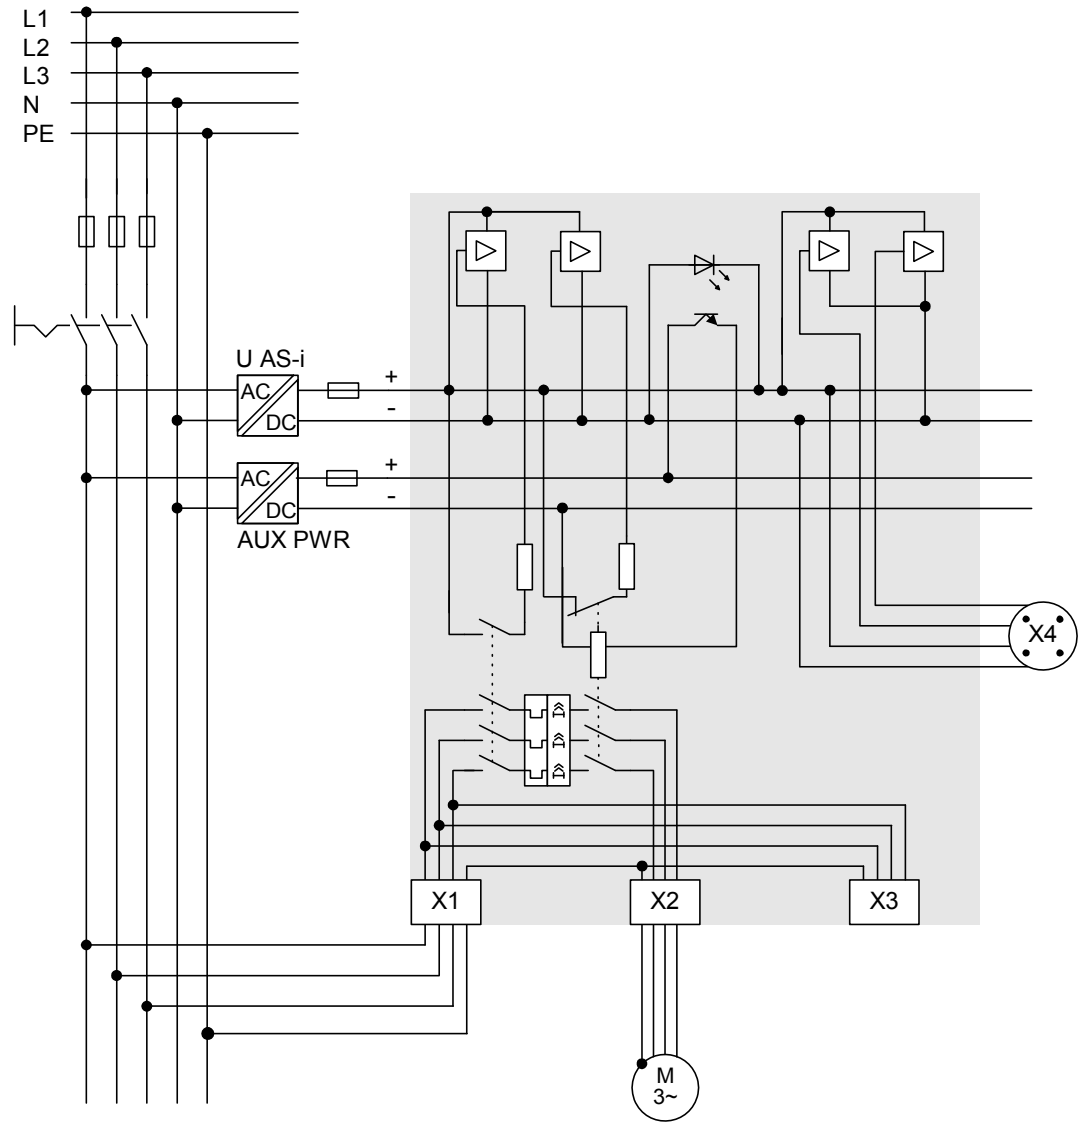 L1
L2
L3
N
PE
U AS-i
AC
DC
+
-
AC
DC
+
-
AUX PWR
X4
X1
X2
X3
M
3~